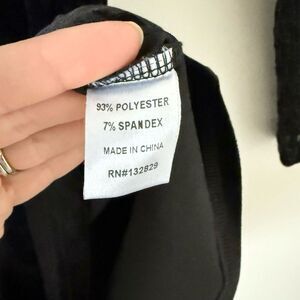 93% POLYESTER
7% SPANDEX
MADE IN CHINA
RN#132829